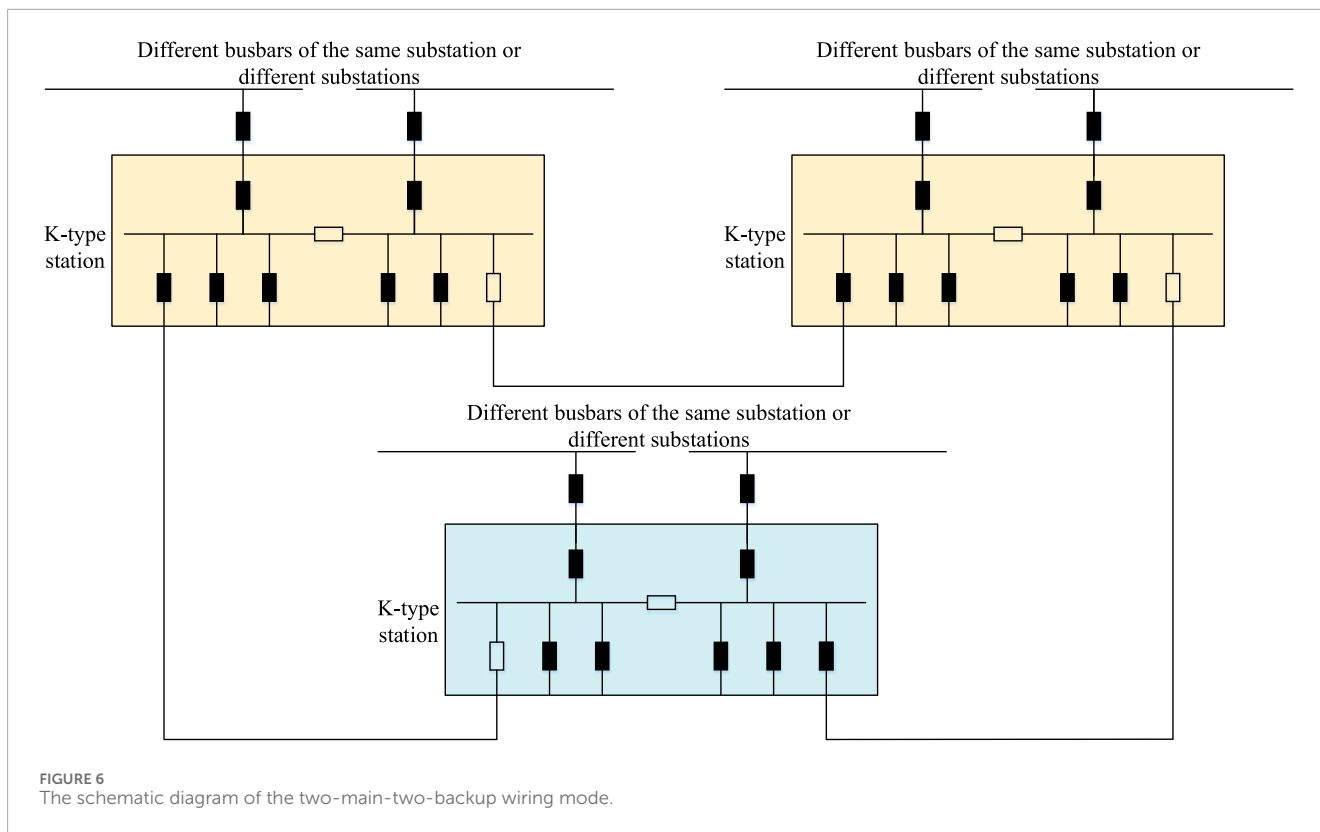 Different busbars of the same substation or
different substations
Different busbars of the same substation or
different substations
K-type
station
K-type
station
Different busbars of the same substation or
different substations
K-type
station
FIGURE 6
The schematic diagram of the two-main-two-backup wiring mode.